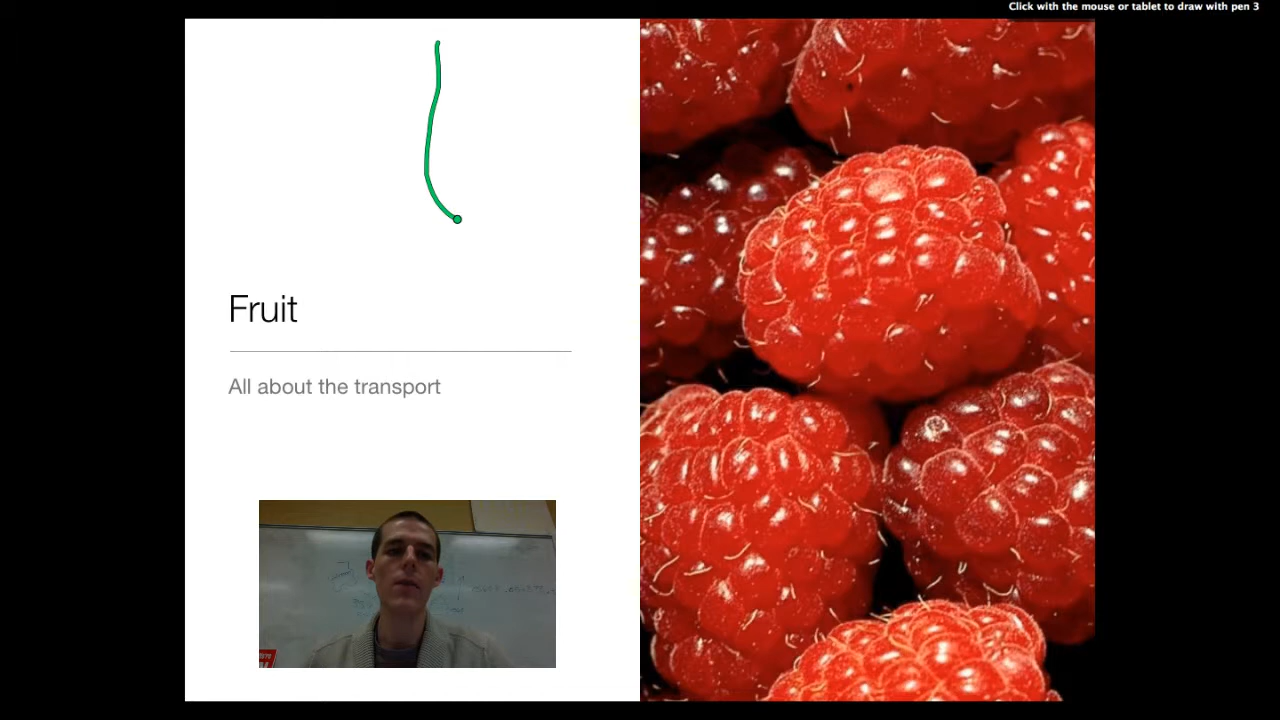 Click with the mouse or tablet to draw with pen 3
Fruit
All about the transport